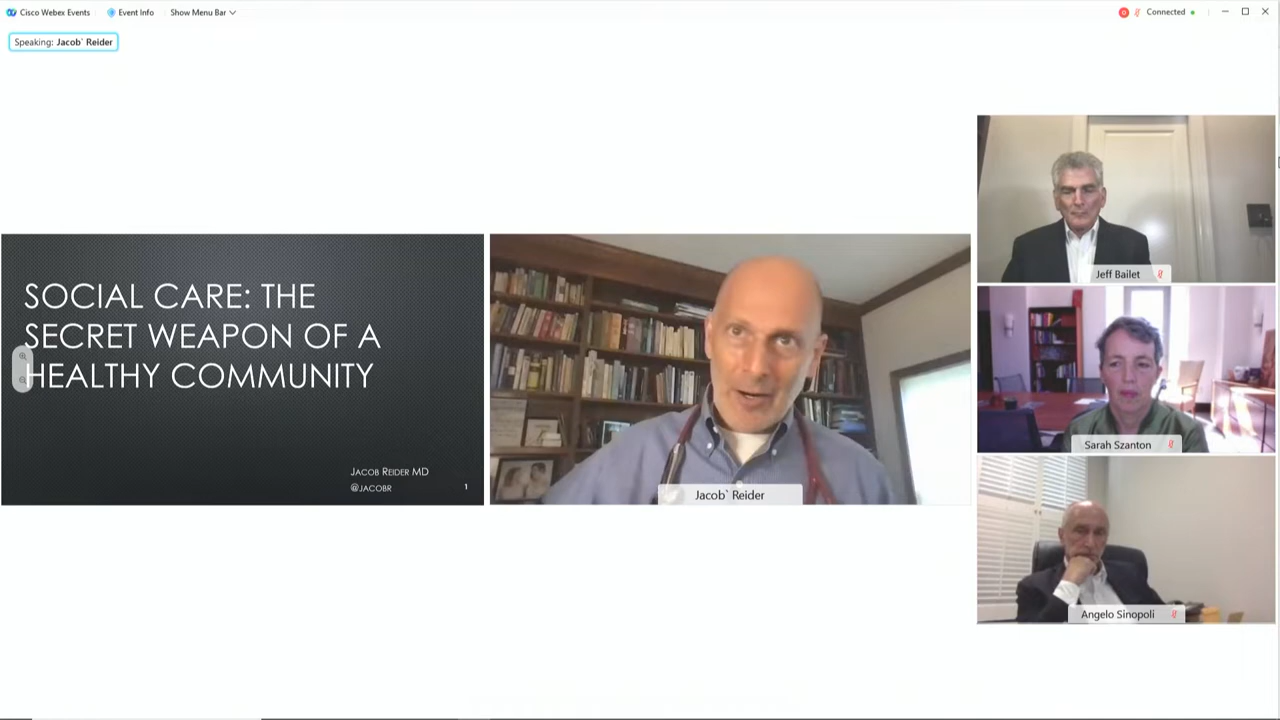 Cisco Webex Events
Event Info
Show Menu Bar
Connected
Speaking: Jacob` Reider
SOCIAL CARE: THE
SECRET WEAPON OF A
HEALTHY COMMUNITY
JACOB REIDER MD
@JACOBR
1
Jacob` Reider
Jeff Bailet
Sarah Szanton
Angelo Sinopoli